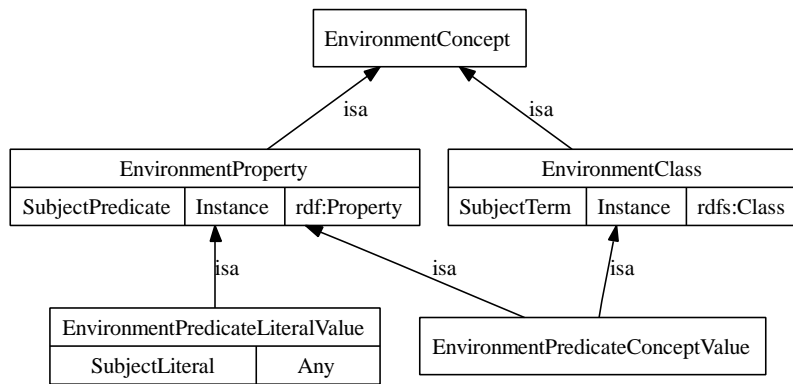 EnvironmentConcept
isa
isa
EnvironmentProperty
SubjectPredicate Instance rdf:Property
EnvironmentClass
SubjectTerm Instance rdfs:Class
isa
isa
isa
EnvironmentPredicateLiteralValue
SubjectLiteral Any
EnvironmentPredicateConceptValue